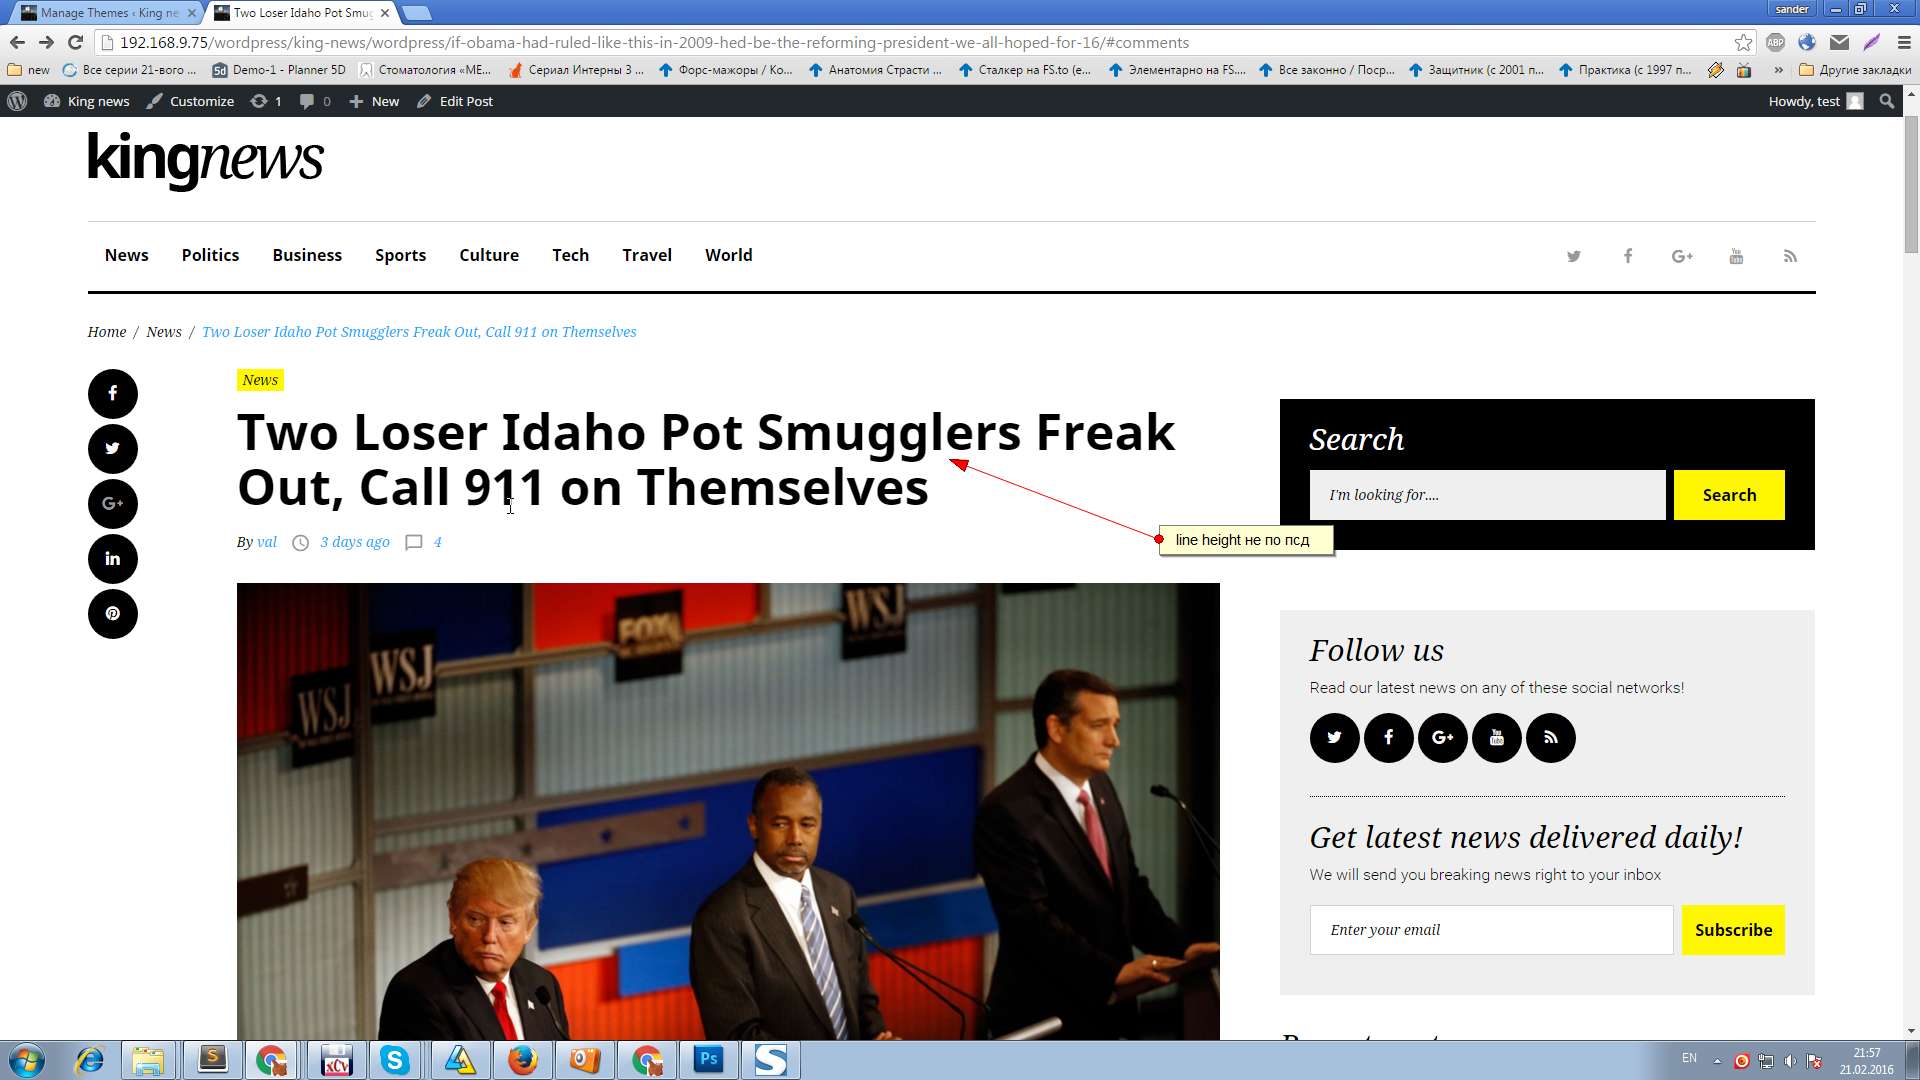 Manage Themes ‹ King ne
Two Loser Idaho Pot Smug
sander
192.168.9.75/wordpress/king-news/wordpress/if-obama-had-ruled-like-this-in-2009-hed-be-the-reforming-president-we-all-hoped-for-16/#comments
ABP
new
Все серии 21-вого ...
5d Demo-1 - Planner 5D
Стоматология «МЕ...
Сериал Интерны 3 ...
Форс-мажоры / Ко...
Анатомия Страсти ...
Сталкер на FS.to (е...
Элементарно на FS....
Все законно / Поср...
Защитник (с 2001 п...
Практика (с 1997 п...
»
Другие закладки
King news
Customize
1
0
New
Edit Post
Howdy, test
kingnews
News Politics Business Sports Culture Tech Travel World
Home / News / Two Loser Idaho Pot Smugglers Freak Out, Call 911 on Themselves
News
Two Loser Idaho Pot Smugglers Freak
Out, Call 911 on Themselves
By val 3 days ago 4
line height не по псд
Search
I'm looking for....
Search
WSJ
WSJ
FOX
WSJ
Follow us
Read our latest news on any of these social networks!
Get latest news delivered daily!
We will send you breaking news right to your inbox
Enter your email
Subscribe
EN
21:57
21.02.2016